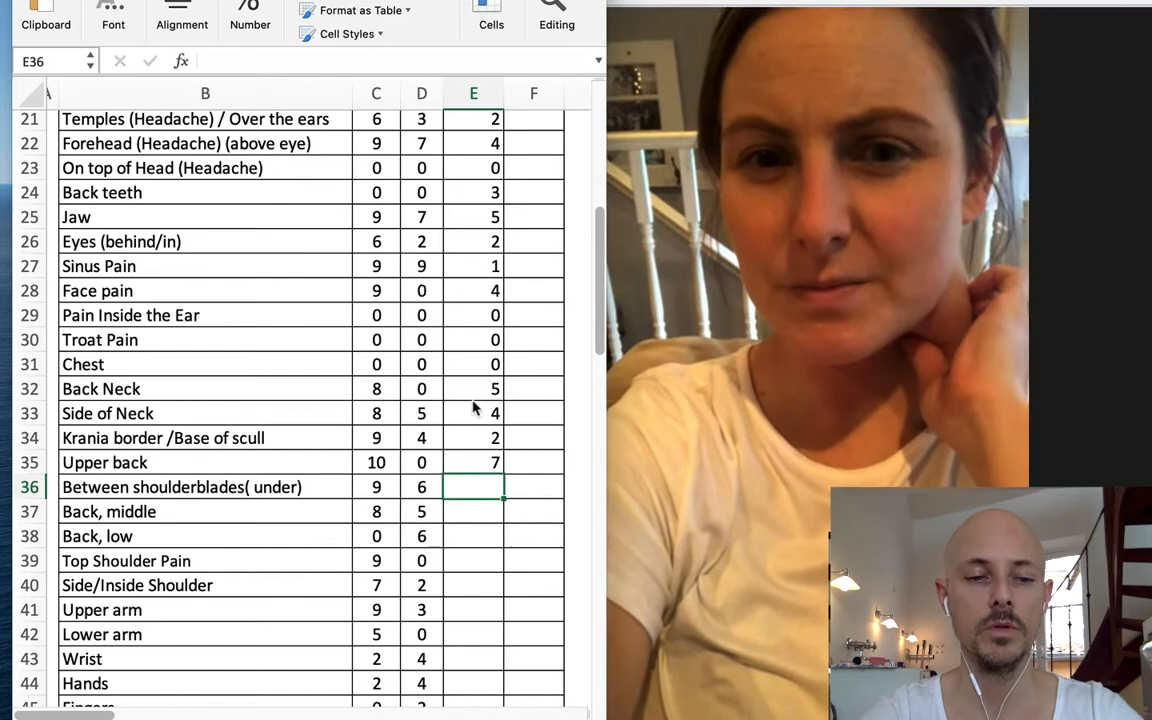 Clipboard
Font
Alignment
Number
Format as Table
Cell Styles
Cells
Editing
E36
fx
A B C D E F
21 Temples (Headache) / Over the ears 6 3 2
22 Forehead (Headache) (above eye) 9 7 4
23 On top of Head (Headache) 0 0 0
24 Back teeth 0 0 3
25 Jaw 9 7 5
26 Eyes (behind/in) 6 2 2
27 Sinus Pain 9 9 1
28 Face pain 9 0 4
29 Pain Inside the Ear 0 0 0
30 Troat Pain 0 0 0
31 Chest 0 0 0
32 Back Neck 8 0 5
33 Side of Neck 8 5 4
34 Krania border /Base of scull 9 4 2
35 Upper back 10 0 7
36 Between shoulderblades( under) 9 6
37 Back, middle 8 5
38 Back, low 0 6
39 Top Shoulder Pain 9 0
40 Side/Inside Shoulder 7 2
41 Upper arm 9 3
42 Lower arm 5 0
43 Wrist 2 4
44 Hands 2 4